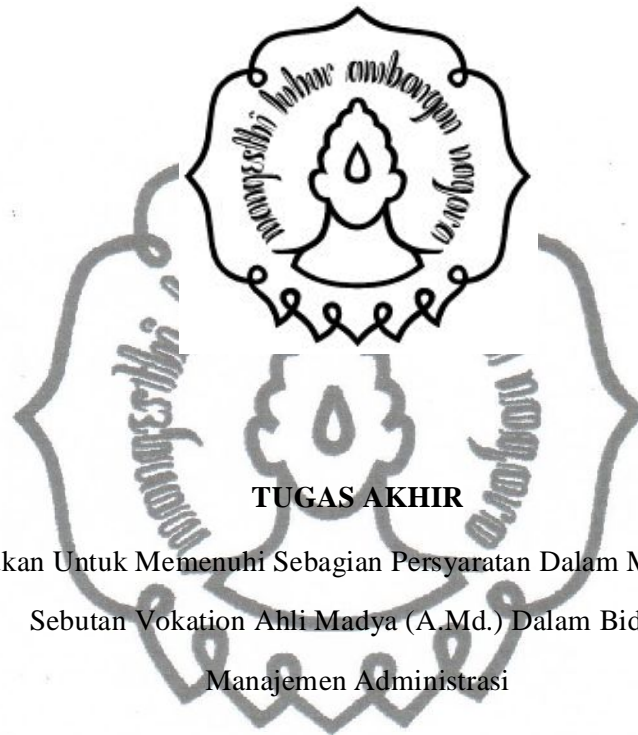 mangesthi luhur ambangun nagara
TUGAS AKHIR
kan Untuk Memenuhi Sebagian Persyaratan Dalam M
Sebutan Vokation Ahli Madya (A.Md.) Dalam Bid
Manajemen Administrasi